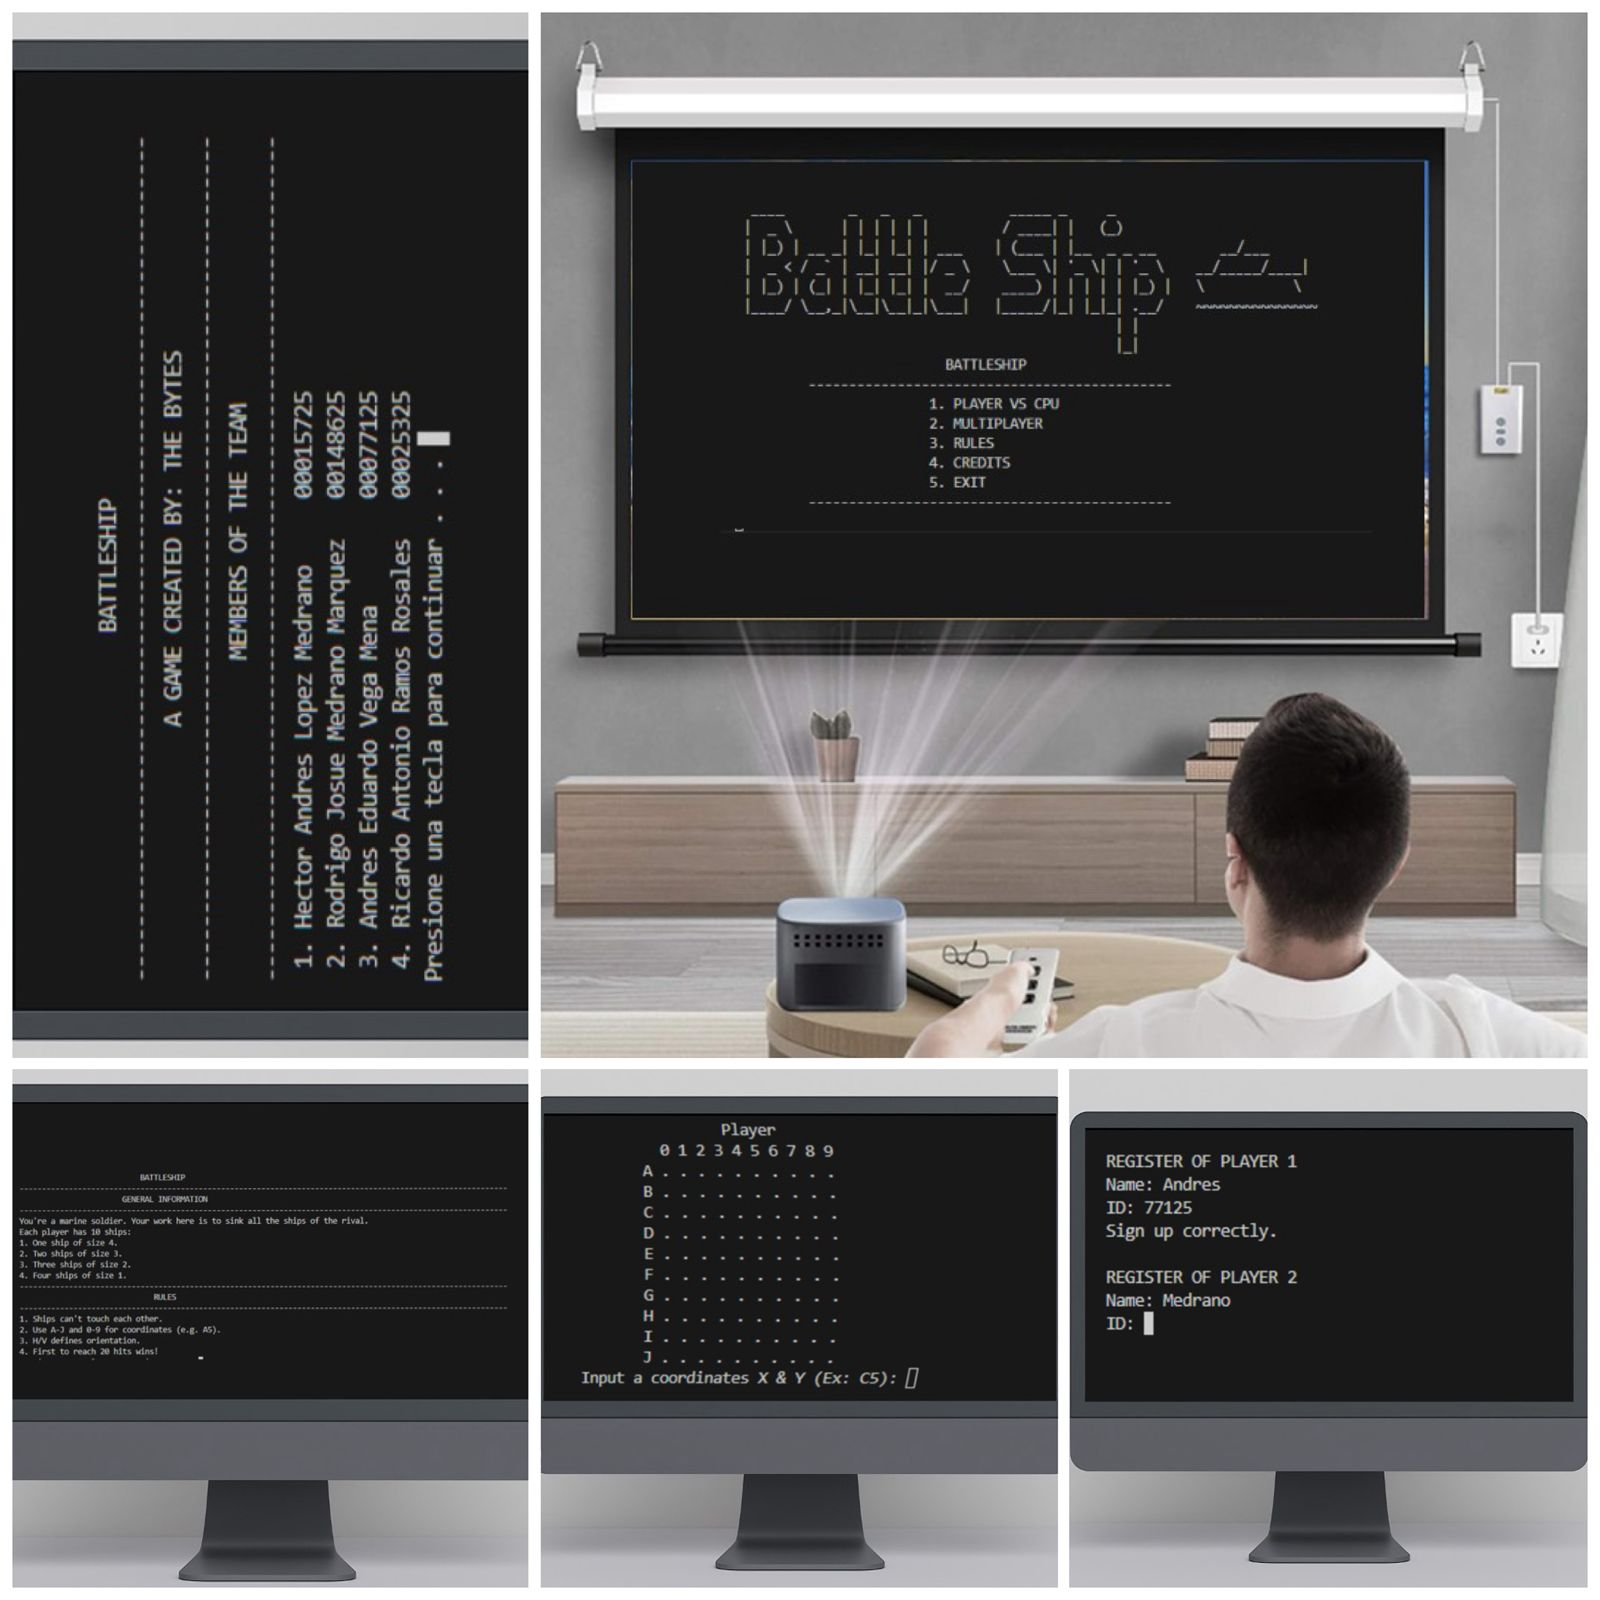 BATTLESHIP
A GAME CREATED BY: THE BYTES
MEMBERS OF THE TEAM
1. Hector Andres Lopez Medrano 00015725
2. Rodrigo Josue Medrano Marquez 00148625
3. Andres Eduardo Vega Mena 00077125
4. Ricardo Antonio Ramos Rosales 00025325
Presione una tecla para continuar . . .
Battle Ship
BATTLESHIP
1. PLAYER VS CPU
2. MULTIPLAYER
3. RULES
4. CREDITS
5. EXIT
BATTLESHIP
GENERAL INFORMATION
You're a marine soldier. Your work here is to sink all the ships of the rival.
Each player has 10 ships:
1. One ship of size 4.
2. Two ships of size 3.
3. Three ships of size 2.
4. Four ships of size 1.
RULES
1. Ships can't touch each other.
2. Use A-J and 0-9 for coordinates (e.g. A5).
3. H/V defines orientation.
4. First to reach 20 hits wins!
Player
0 1 2 3 4 5 6 7 8 9
A . . . . . . . . . .
B . . . . . . . . . .
C . . . . . . . . . .
D . . . . . . . . . .
E . . . . . . . . . .
F . . . . . . . . . .
G . . . . . . . . . .
H . . . . . . . . . .
I . . . . . . . . . .
J . . . . . . . . . .
Input a coordinates X & Y (Ex: C5):
REGISTER OF PLAYER 1
Name: Andres
ID: 77125
Sign up correctly.
REGISTER OF PLAYER 2
Name: Medrano
ID: